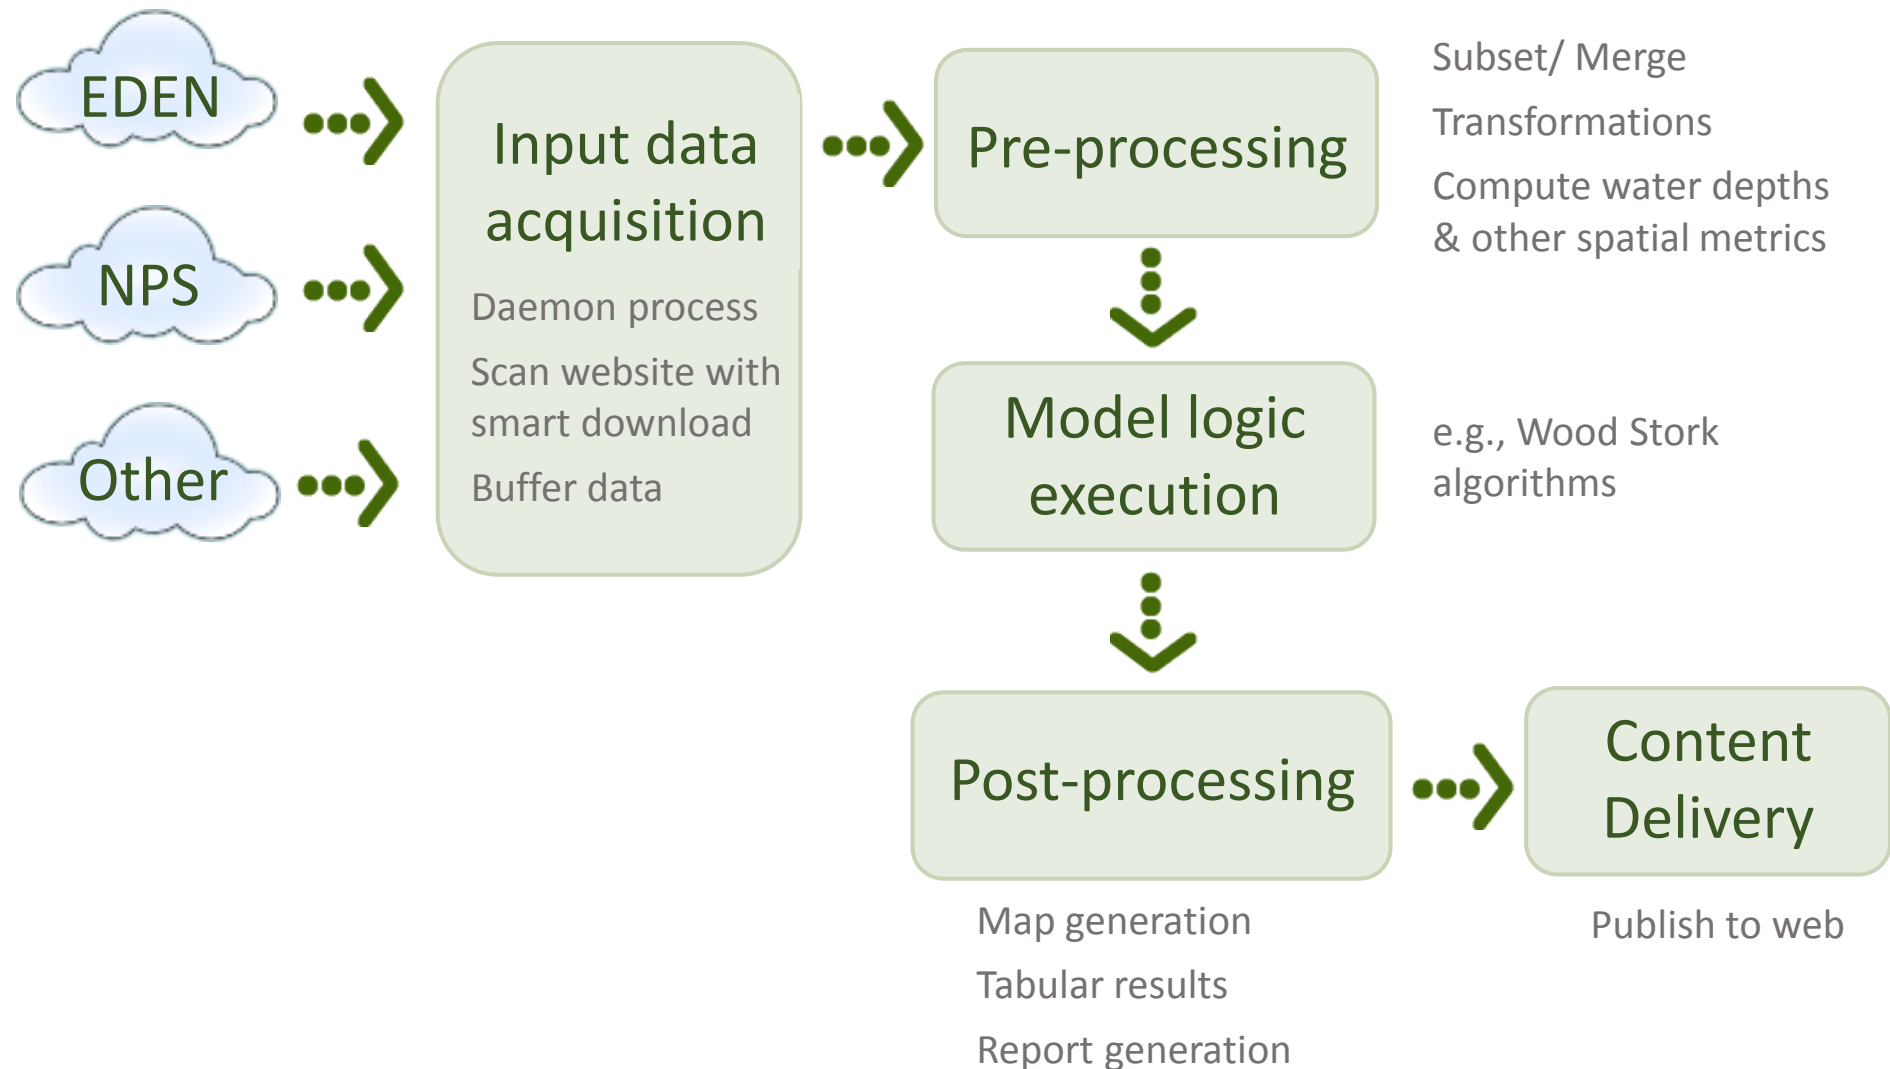 EDEN
NPS
Other
Input data
acquisition
Daemon process
Scan website with
smart download
Buffer data
Pre-processing
Subset/ Merge
Transformations
Compute water depths
& other spatial metrics
Model logic
execution
e.g., Wood Stork
algorithms
Post-processing
Map generation
Tabular results
Report generation
Content
Delivery
Publish to web